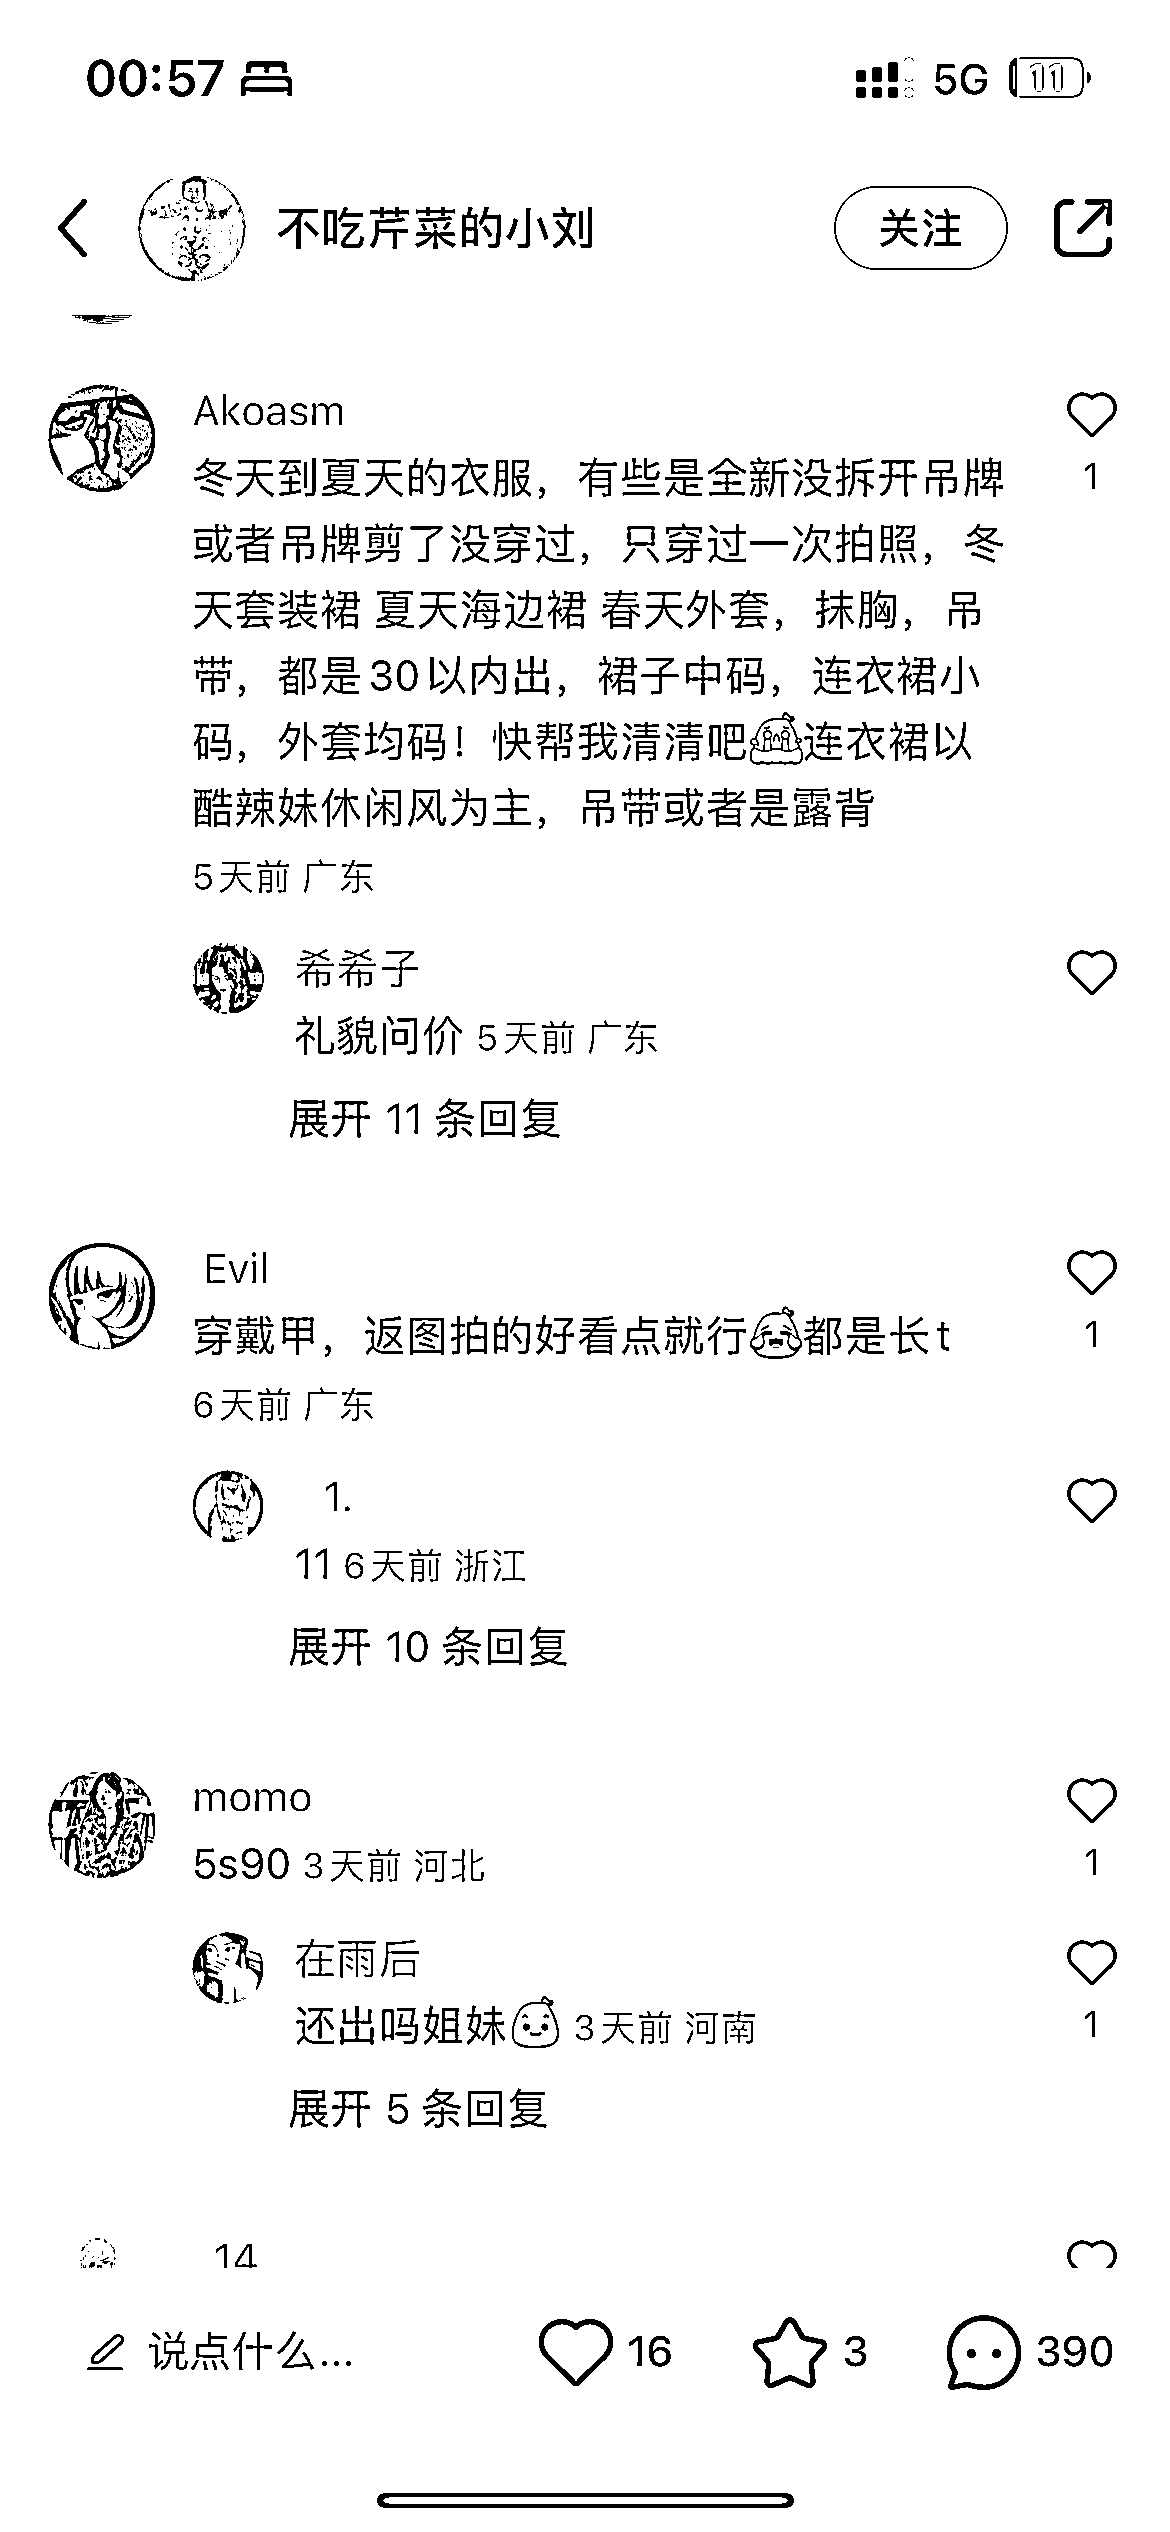 00:57 5G 11
不吃芹菜的小刘 关注
Akoasm
冬天到夏天的衣服，有些是全新没拆开吊牌 1
或者吊牌剪了没穿过，只穿过一次拍照，冬
天套装裙 夏天海边裙 春天外套，抹胸，吊
带，都是30以内出，裙子中码，连衣裙小
码，外套均码！快帮我清清吧连衣裙以
酷辣妹休闲风为主，吊带或者是露背
5天前 广东
希希子
礼貌问价 5天前 广东
展开 11 条回复
Evil
穿戴甲，返图拍的好看点就行都是长t 1
6天前 广东
1.
11 6天前 浙江
展开 10 条回复
momo
5s90 3天前 河北 1
在雨后
还出吗姐妹 3天前 河南 1
展开 5 条回复
14
说点什么... 16 3 390